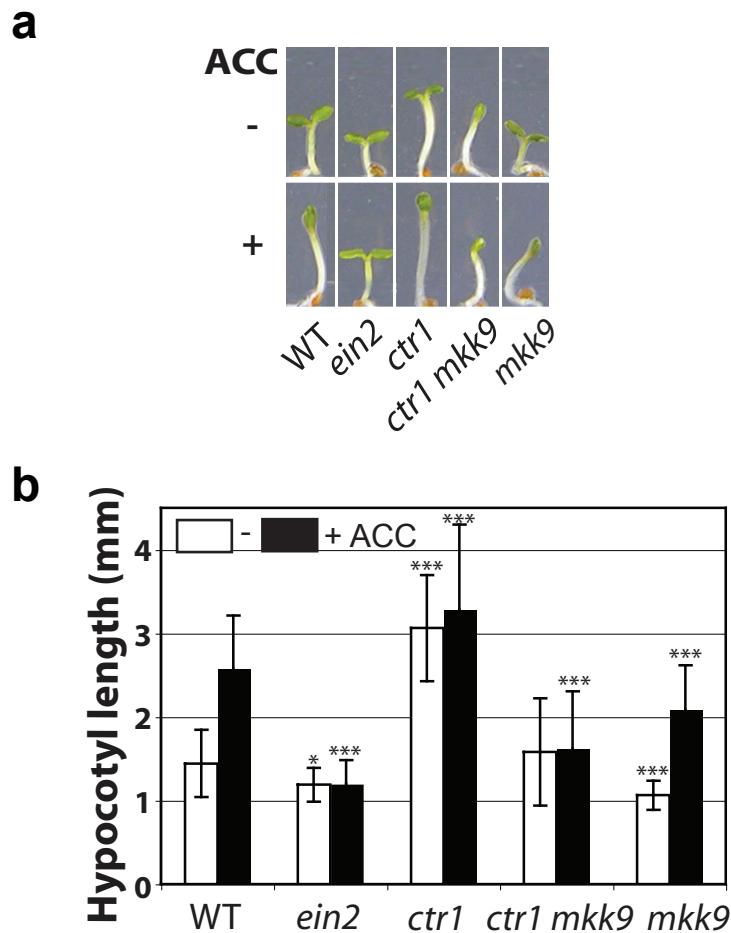 a
ACC
-
+
WT ein2 ctr1 ctr1 mkk9 mkk9
b
Hypocotyl length (mm)
- + ACC
4
3
2
1
0
*** ***
* *** *** *** ***
WT ein2 ctr1 ctr1 mkk9 mkk9